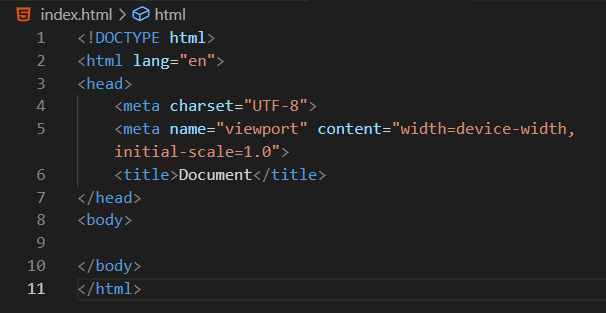 index.html > html
1 <!DOCTYPE html>
2 <html lang="en">
3 <head>
4     <meta charset="UTF-8">
5     <meta name="viewport" content="width=device-width,
    initial-scale=1.0">
6     <title>Document</title>
7 </head>
8 <body>
9
10 </body>
11 </html>